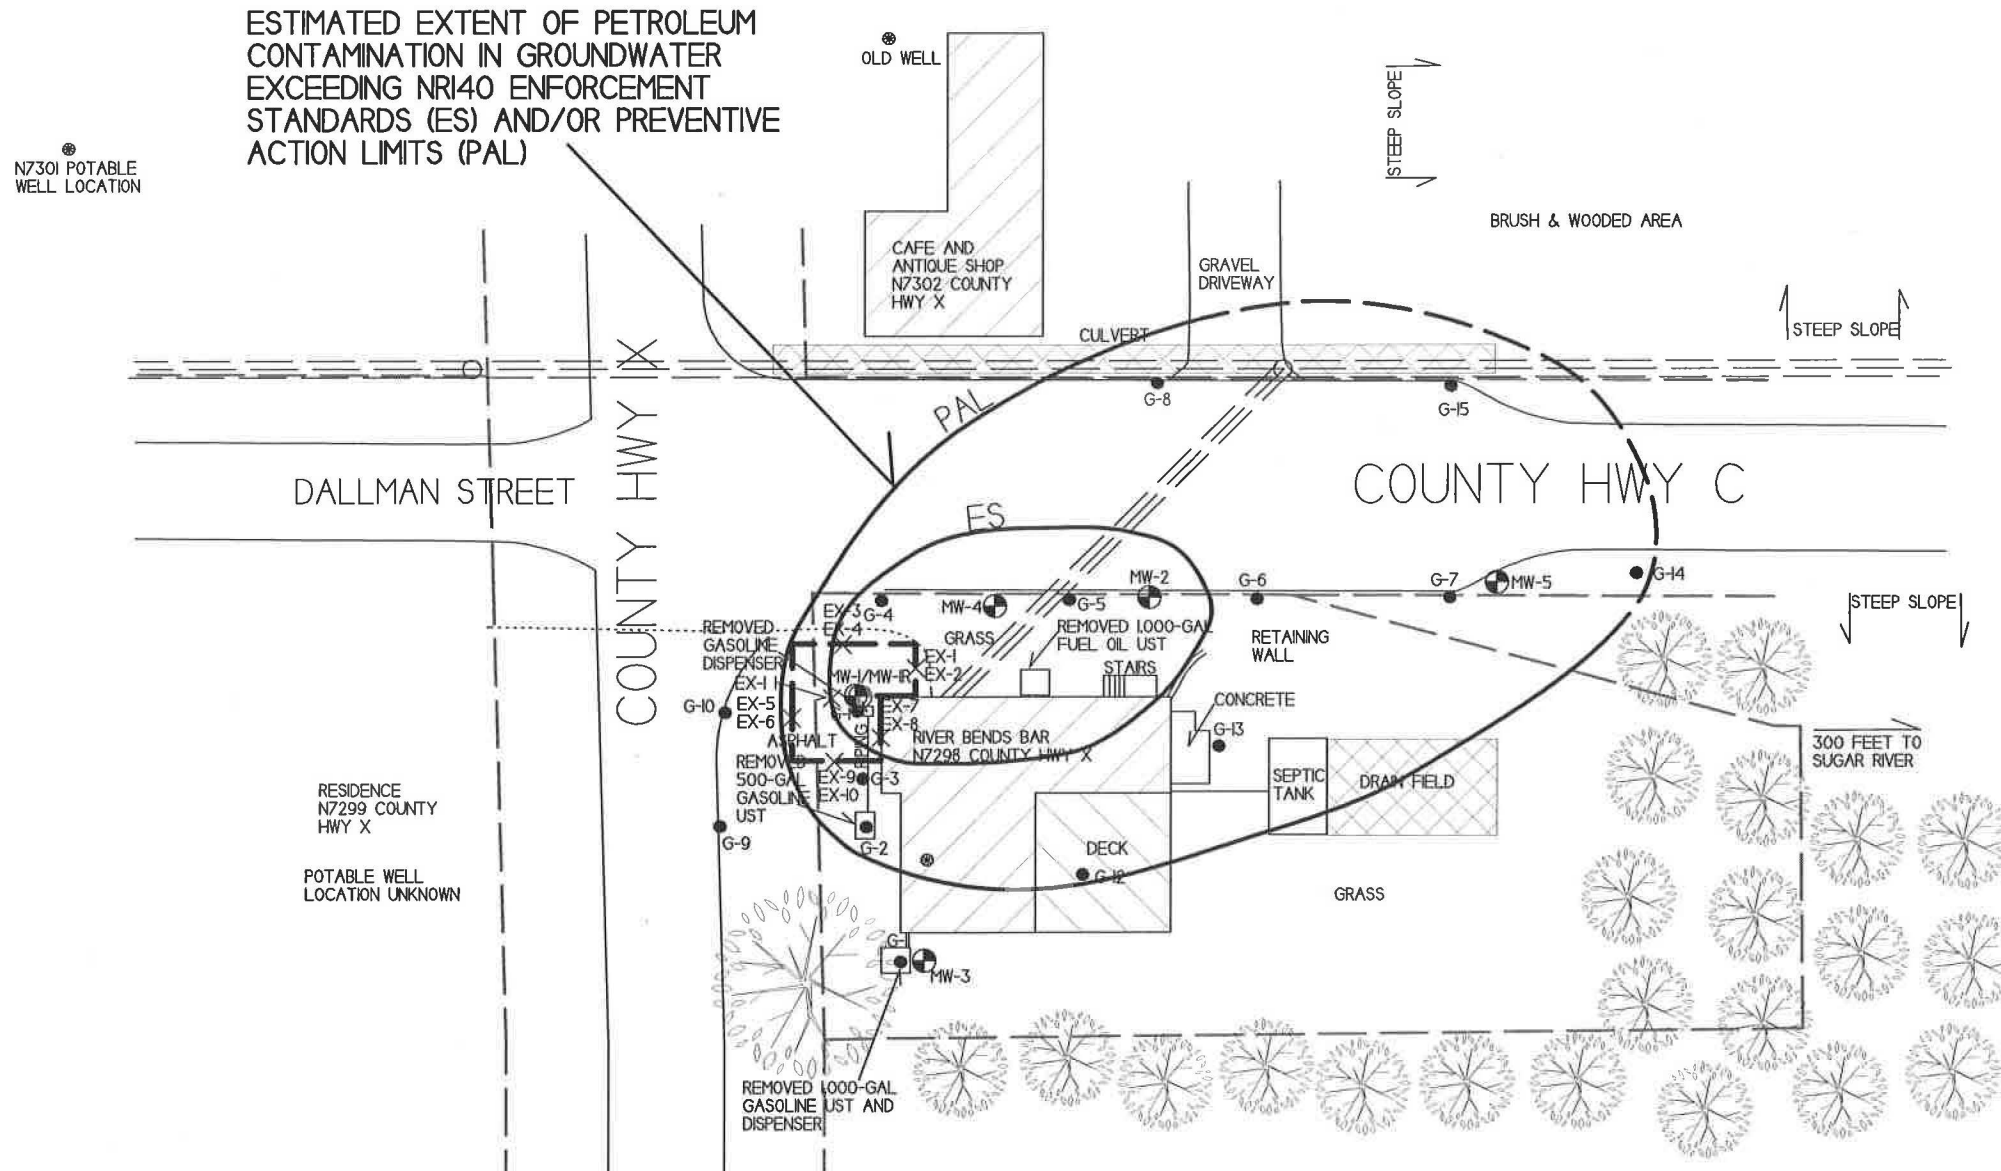 ESTIMATED EXTENT OF PETROLEUM
CONTAMINATION IN GROUNDWATER
EXCEEDING NR140 ENFORCEMENT
STANDARDS (ES) AND/OR PREVENTIVE
ACTION LIMITS (PAL)
OLD WELL
N7301 POTABLE
WELL LOCATION
STEEP SLOPE
BRUSH & WOODED AREA
CAFE AND
ANTIQUE SHOP
N7302 COUNTY
HWY X
GRAVEL
DRIVEWAY
CULVERT
STEEP SLOPE
PAL
G-8
G-15
DALLMAN STREET
COUNTY HWY X
COUNTY HWY C
ES
MW-2
G-6
G-7
MW-5
G-14
EX-3
EX-4
G-4
MW-4
G-5
STEEP SLOPE
REMOVED
GASOLINE
DISPENSER
GRASS
REMOVED 1,000-GAL
FUEL OIL UST
RETAINING
WALL
EX-1
EX-2
STAIRS
MW-1/MW-1R
EX-11
EX-5
EX-6
G-10
EX-7
EX-8
CONCRETE
G-13
ASPHALT
PIPING
RIVER BENDS BAR
N7298 COUNTY HWY X
300 FEET TO
SUGAR RIVER
REMOVED
500-GAL
GASOLINE
UST
EX-9
EX-10
G-3
SEPTIC
TANK
DRAIN FIELD
RESIDENCE
N7299 COUNTY
HWY X
G-9
G-2
DECK
G-12
POTABLE WELL
LOCATION UNKNOWN
GRASS
G-1
MW-3
REMOVED 1,000-GAL
GASOLINE UST AND
DISPENSER